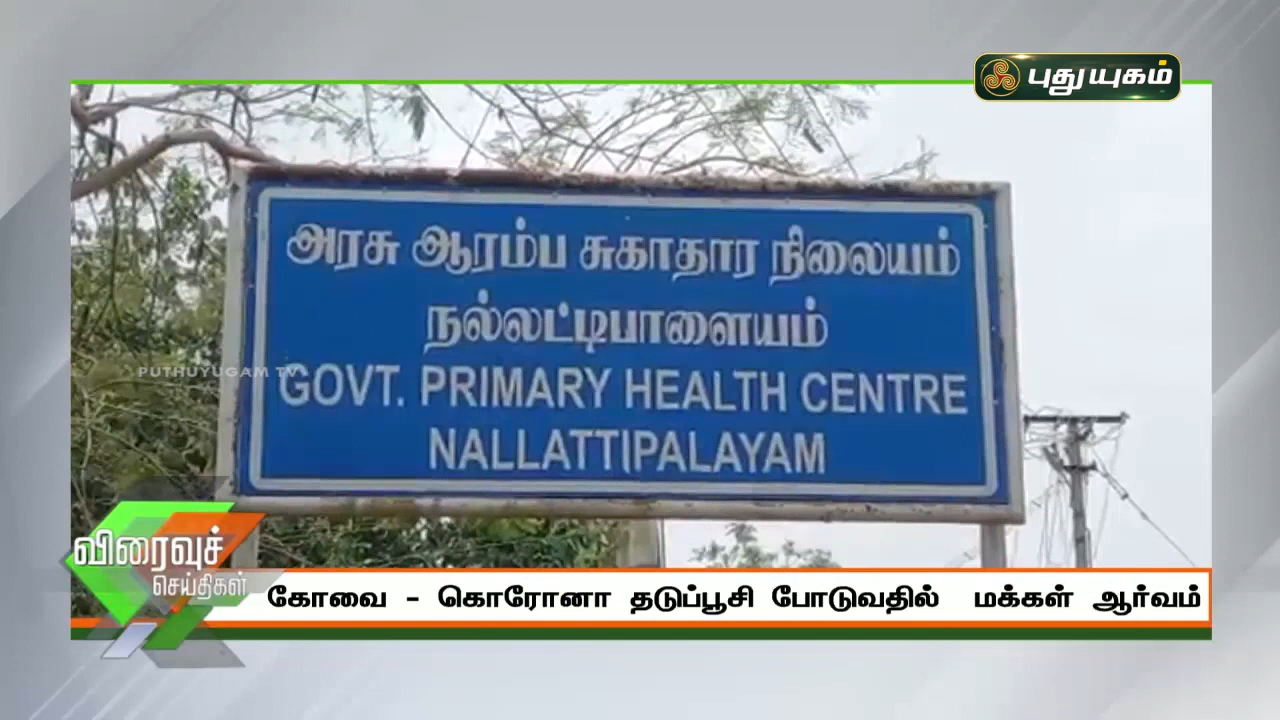 புதுயுகம்
அரசு ஆரம்ப சுகாதார நிலையம்
நல்லட்டிபாளையம்
PUTHUYUGAM TV
GOVT. PRIMARY HEALTH CENTRE
NALLATTIPALAYAM
விரைவுச்
செய்திகள்
கோவை - கொரோனா தடுப்பூசி போடுவதில் மக்கள் ஆர்வம்